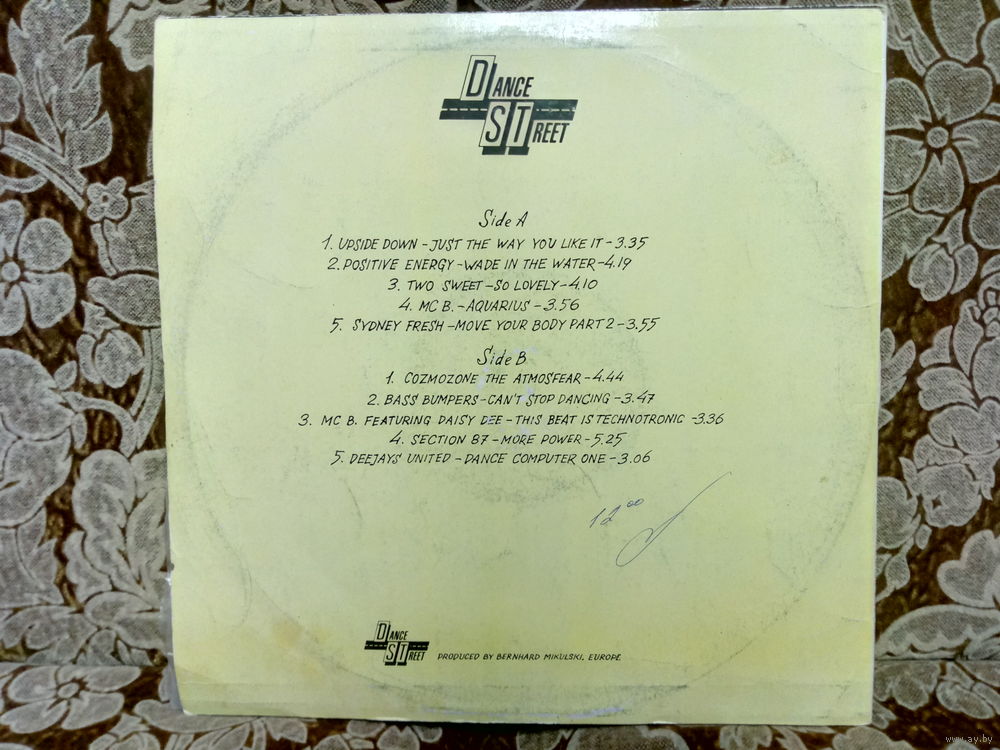 DANCE
STREET
Side A
1. UPSIDE DOWN - JUST THE WAY YOU LIKE IT - 3.35
2. POSITIVE ENERGY - WADE IN THE WATER - 4.19
3. TWO SWEET - SO LOVELY - 4.10
4. MC B. - AQUARIUS - 3.56
5. SYDNEY FRESH - MOVE YOUR BODY PART 2 - 3.55
Side B
1. COZMOZONE THE ATMOSFEAR - 4.44
2. BASS BUMPERS - CAN'T STOP DANCING - 3.47
3. MC B. FEATURING DAISY DEE - THIS BEAT IS TECHNOTRONIC - 3.36
4. SECTION 87 - MORE POWER - 5.25
5. DEEJAYS UNITED - DANCE COMPUTER ONE - 3.06
12 00
DANCE
STREET
PRODUCED BY BERNHARD MIKULSKI, EUROPE
www.ay.by